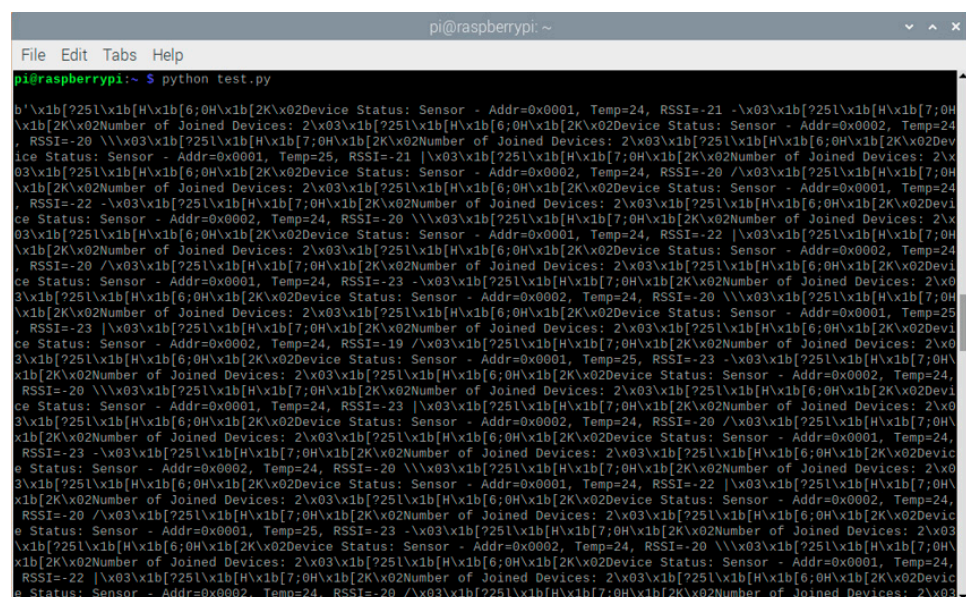 pi@raspberrypi: ~
File Edit Tabs Help
pi@raspberrypi:~ $ python test.py
b'\x1b[?25l\x1b[H\x1b[6;0H\x1b[2K\x02Device Status: Sensor - Addr=0x0001, Temp=24, RSSI=-21 -\x03\x1b[?25l\x1b[H\x1b[7;0H
\x1b[2K\x02Number of Joined Devices: 2\x03\x1b[?25l\x1b[H\x1b[6;0H\x1b[2K\x02Device Status: Sensor - Addr=0x0002, Temp=24
, RSSI=-20 \\\x03\x1b[?25l\x1b[H\x1b[7;0H\x1b[2K\x02Number of Joined Devices: 2\x03\x1b[?25l\x1b[H\x1b[6;0H\x1b[2K\x02Dev
ice Status: Sensor - Addr=0x0001, Temp=25, RSSI=-21 |\x03\x1b[?25l\x1b[H\x1b[7;0H\x1b[2K\x02Number of Joined Devices: 2\x
03\x1b[?25l\x1b[H\x1b[6;0H\x1b[2K\x02Device Status: Sensor - Addr=0x0002, Temp=24, RSSI=-20 /\x03\x1b[?25l\x1b[H\x1b[7;0H
\x1b[2K\x02Number of Joined Devices: 2\x03\x1b[?25l\x1b[H\x1b[6;0H\x1b[2K\x02Device Status: Sensor - Addr=0x0001, Temp=24
, RSSI=-22 -\x03\x1b[?25l\x1b[H\x1b[7;0H\x1b[2K\x02Number of Joined Devices: 2\x03\x1b[?25l\x1b[H\x1b[6;0H\x1b[2K\x02Devi
ce Status: Sensor - Addr=0x0002, Temp=24, RSSI=-20 \\\x03\x1b[?25l\x1b[H\x1b[7;0H\x1b[2K\x02Number of Joined Devices: 2\x
03\x1b[?25l\x1b[H\x1b[6;0H\x1b[2K\x02Device Status: Sensor - Addr=0x0001, Temp=24, RSSI=-22 |\x03\x1b[?25l\x1b[H\x1b[7;0H
\x1b[2K\x02Number of Joined Devices: 2\x03\x1b[?25l\x1b[H\x1b[6;0H\x1b[2K\x02Device Status: Sensor - Addr=0x0002, Temp=24
, RSSI=-20 /\x03\x1b[?25l\x1b[H\x1b[7;0H\x1b[2K\x02Number of Joined Devices: 2\x03\x1b[?25l\x1b[H\x1b[6;0H\x1b[2K\x02Devi
ce Status: Sensor - Addr=0x0001, Temp=24, RSSI=-23 -\x03\x1b[?25l\x1b[H\x1b[7;0H\x1b[2K\x02Number of Joined Devices: 2\x0
3\x1b[?25l\x1b[H\x1b[6;0H\x1b[2K\x02Device Status: Sensor - Addr=0x0002, Temp=24, RSSI=-20 \\\x03\x1b[?25l\x1b[H\x1b[7;0H
\x1b[2K\x02Number of Joined Devices: 2\x03\x1b[?25l\x1b[H\x1b[6;0H\x1b[2K\x02Device Status: Sensor - Addr=0x0001, Temp=25
, RSSI=-23 |\x03\x1b[?25l\x1b[H\x1b[7;0H\x1b[2K\x02Number of Joined Devices: 2\x03\x1b[?25l\x1b[H\x1b[6;0H\x1b[2K\x02Devi
ce Status: Sensor - Addr=0x0002, Temp=24, RSSI=-19 /\x03\x1b[?25l\x1b[H\x1b[7;0H\x1b[2K\x02Number of Joined Devices: 2\x0
3\x1b[?25l\x1b[H\x1b[6;0H\x1b[2K\x02Device Status: Sensor - Addr=0x0001, Temp=25, RSSI=-23 -\x03\x1b[?25l\x1b[H\x1b[7;0H\
x1b[2K\x02Number of Joined Devices: 2\x03\x1b[?25l\x1b[H\x1b[6;0H\x1b[2K\x02Device Status: Sensor - Addr=0x0002, Temp=24,
 RSSI=-20 \\\x03\x1b[?25l\x1b[H\x1b[7;0H\x1b[2K\x02Number of Joined Devices: 2\x03\x1b[?25l\x1b[H\x1b[6;0H\x1b[2K\x02Devi
ce Status: Sensor - Addr=0x0001, Temp=24, RSSI=-23 |\x03\x1b[?25l\x1b[H\x1b[7;0H\x1b[2K\x02Number of Joined Devices: 2\x0
3\x1b[?25l\x1b[H\x1b[6;0H\x1b[2K\x02Device Status: Sensor - Addr=0x0002, Temp=24, RSSI=-20 /\x03\x1b[?25l\x1b[H\x1b[7;0H\
x1b[2K\x02Number of Joined Devices: 2\x03\x1b[?25l\x1b[H\x1b[6;0H\x1b[2K\x02Device Status: Sensor - Addr=0x0001, Temp=24,
 RSSI=-23 -\x03\x1b[?25l\x1b[H\x1b[7;0H\x1b[2K\x02Number of Joined Devices: 2\x03\x1b[?25l\x1b[H\x1b[6;0H\x1b[2K\x02Devic
e Status: Sensor - Addr=0x0002, Temp=24, RSSI=-20 \\\x03\x1b[?25l\x1b[H\x1b[7;0H\x1b[2K\x02Number of Joined Devices: 2\x0
3\x1b[?25l\x1b[H\x1b[6;0H\x1b[2K\x02Device Status: Sensor - Addr=0x0001, Temp=24, RSSI=-22 |\x03\x1b[?25l\x1b[H\x1b[7;0H\
x1b[2K\x02Number of Joined Devices: 2\x03\x1b[?25l\x1b[H\x1b[6;0H\x1b[2K\x02Device Status: Sensor - Addr=0x0002, Temp=24,
 RSSI=-20 /\x03\x1b[?25l\x1b[H\x1b[7;0H\x1b[2K\x02Number of Joined Devices: 2\x03\x1b[?25l\x1b[H\x1b[6;0H\x1b[2K\x02Devic
e Status: Sensor - Addr=0x0001, Temp=25, RSSI=-23 -\x03\x1b[?25l\x1b[H\x1b[7;0H\x1b[2K\x02Number of Joined Devices: 2\x03
\x1b[?25l\x1b[H\x1b[6;0H\x1b[2K\x02Device Status: Sensor - Addr=0x0002, Temp=24, RSSI=-20 \\\x03\x1b[?25l\x1b[H\x1b[7;0H\
x1b[2K\x02Number of Joined Devices: 2\x03\x1b[?25l\x1b[H\x1b[6;0H\x1b[2K\x02Device Status: Sensor - Addr=0x0001, Temp=24,
 RSSI=-22 |\x03\x1b[?25l\x1b[H\x1b[7;0H\x1b[2K\x02Number of Joined Devices: 2\x03\x1b[?25l\x1b[H\x1b[6;0H\x1b[2K\x02Devic
e Status: Sensor - Addr=0x0002, Temp=24, RSSI=-20 /\x03\x1b[?25l\x1b[H\x1b[7;0H\x1b[2K\x02Number of Joined Devices: 2\x03